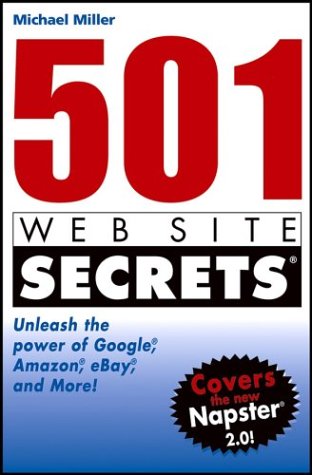 Michael Miller
501
WEB SITE
SECRETS®
Unleash the
power of Google®,
Amazon®, eBay®,
and More!
Covers
the new
Napster®
2.0!